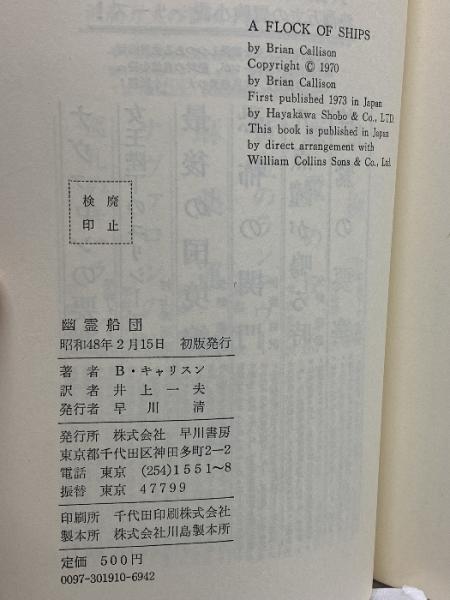 A FLOCK OF SHIPS
by Brian Callison
Copyright © 1970
by Brian Callison
First published 1973 in Japan
by Hayakawa Shobo & Co., LTD.
This book is published in Japan
by direct arrangement with
William Collins Sons & Co., Ltd.
検 廃
印 止
幽霊船団
昭和48年2月15日 初版発行
著者 B・キャリスン
訳者 井上一夫
発行者 早川 清
発行所 株式会社 早川書房
東京都千代田区神田多町2-2
電話 東京 (254)1551〜8
振替 東京 47799
印刷所 千代田印刷株式会社
製本所 株式会社川島製本所
定価 500円
0097-301910-6942